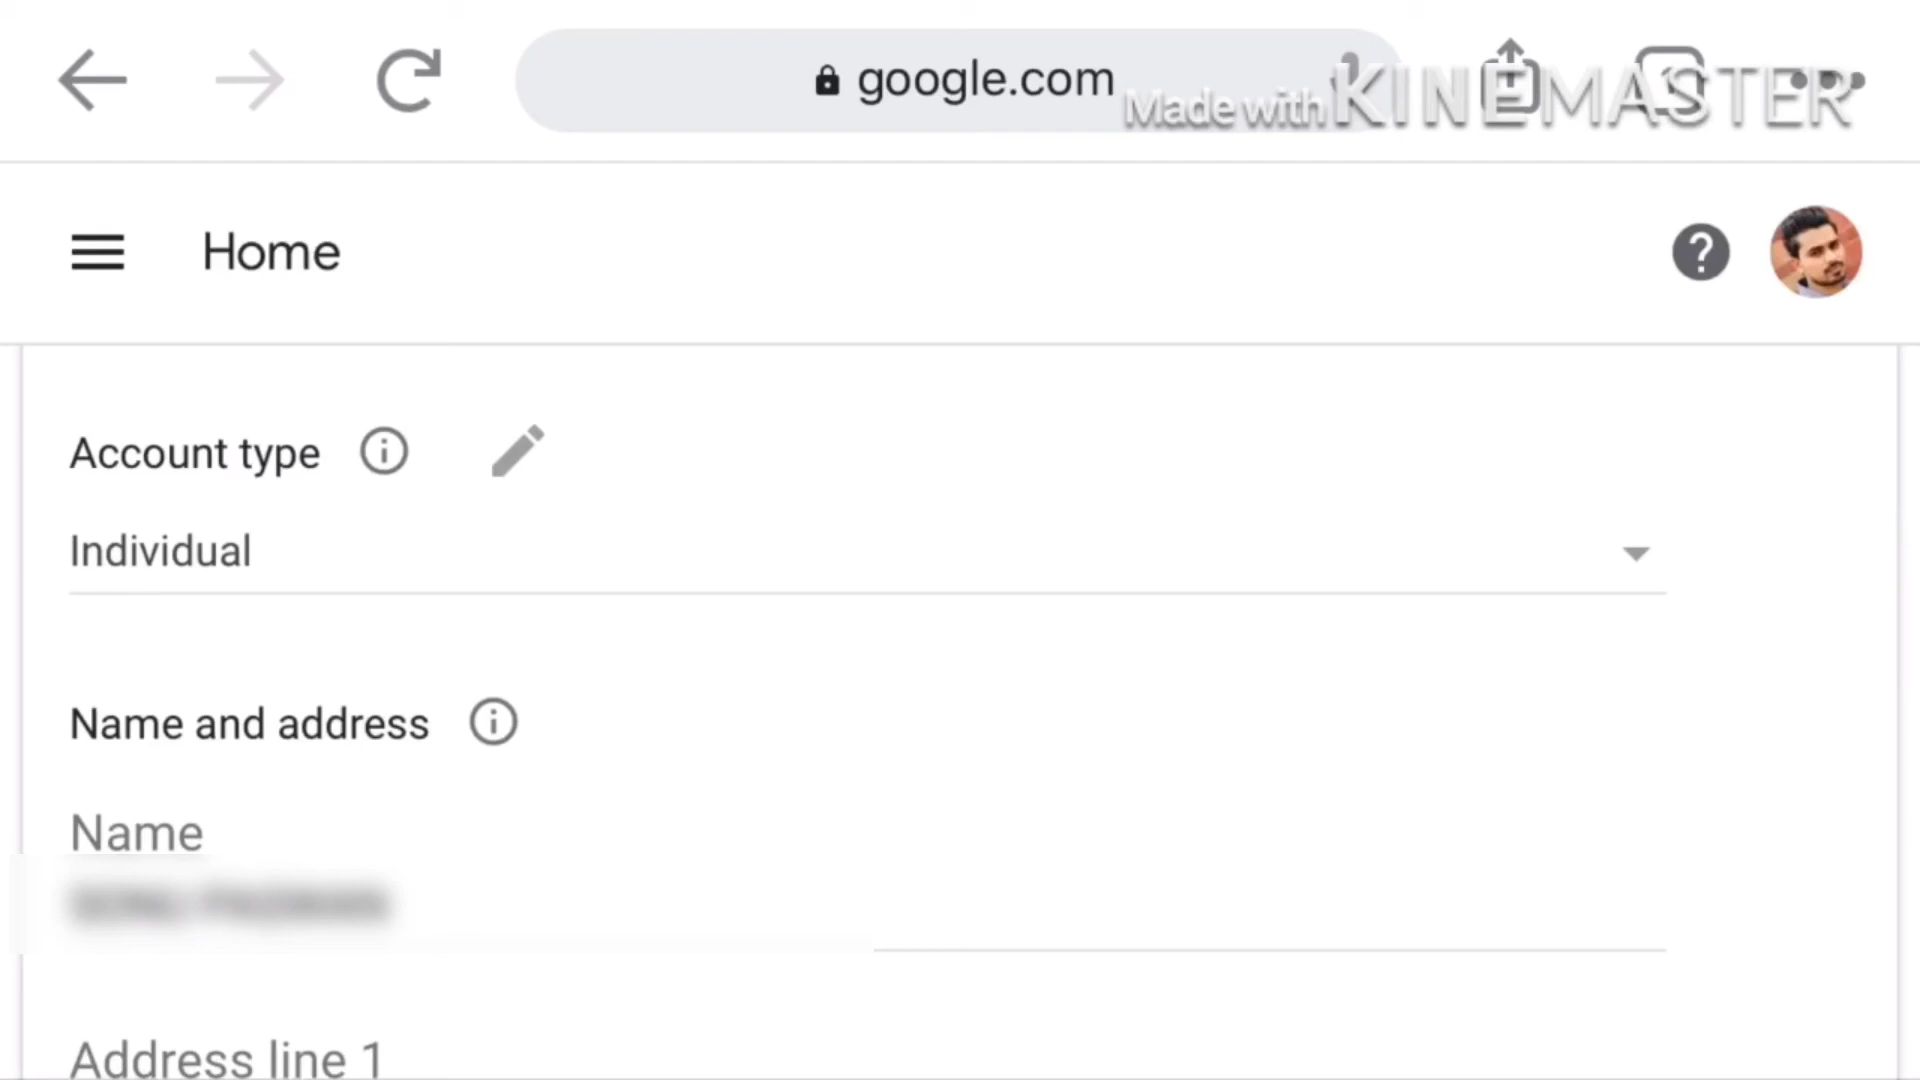 google.com
Made with KINEMASTER
Home
Account type
Individual
Name and address
Name
Address line 1